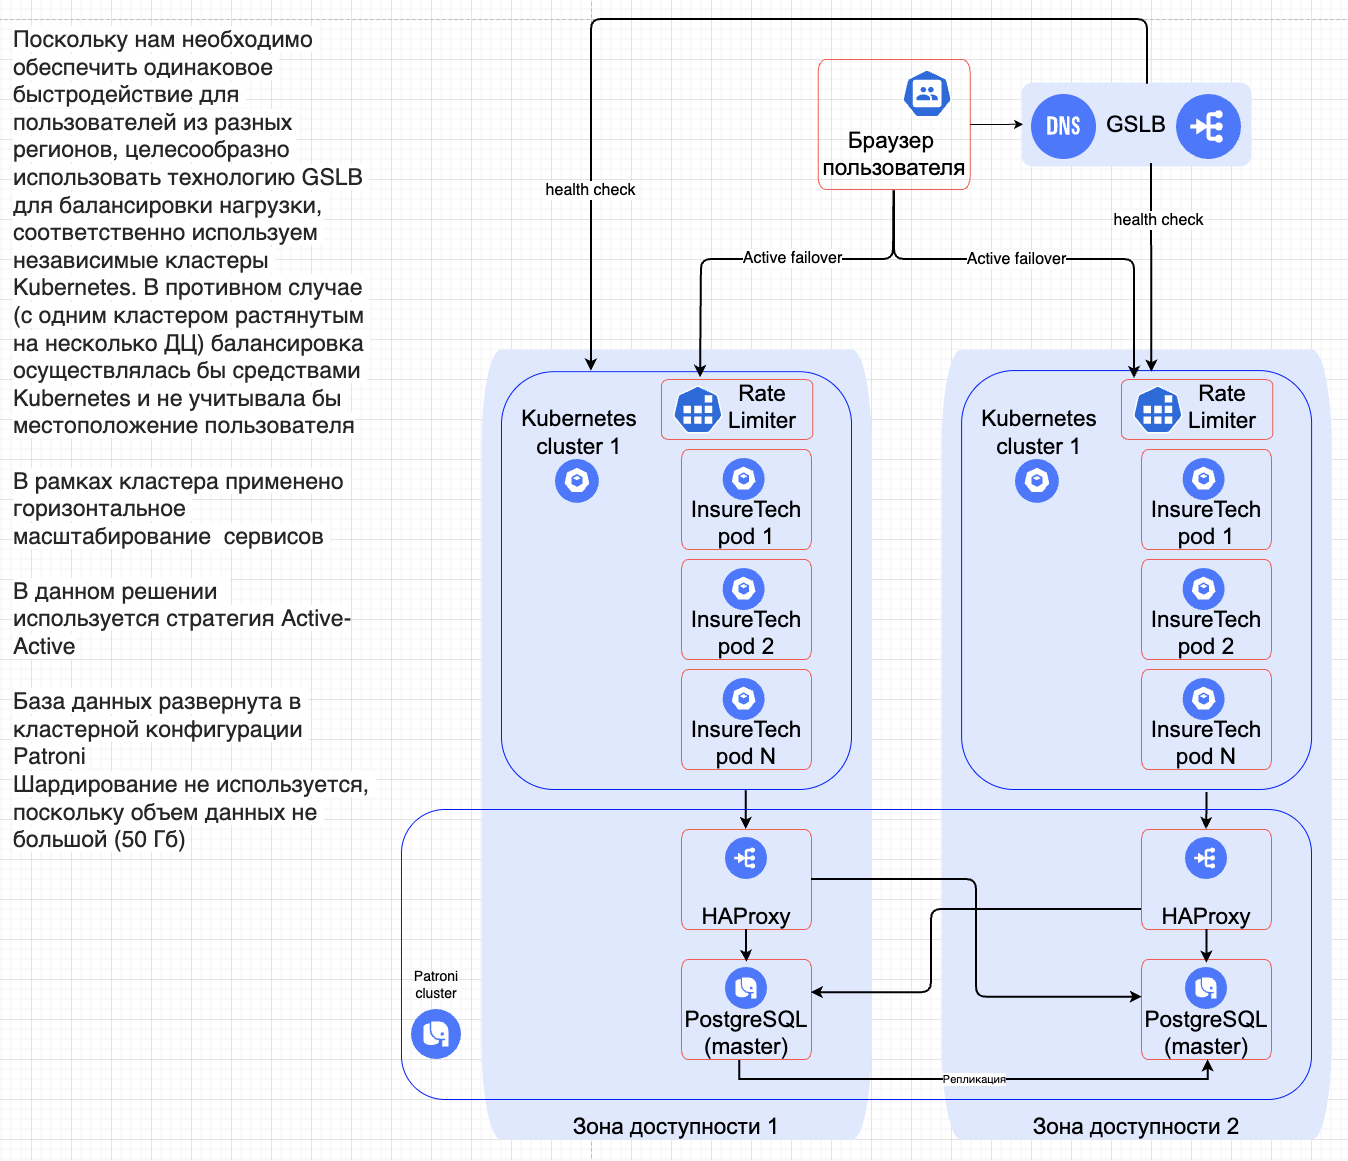 Поскольку нам необходимо
обеспечить одинаковое
быстродействие для
пользователей из разных
регионов, целесообразно
использовать технологию GSLB
для балансировки нагрузки,
соответственно используем
независимые кластеры
Kubernetes. В противном случае
(с одним кластером растянутым
на несколько ДЦ) балансировка
осуществлялась бы средствами
Kubernetes и не учитывала бы
местоположение пользователя
В рамках кластера применено
горизонтальное
масштабирование  сервисов
В данном решении
используется стратегия Active-
Active
База данных развернута в
кластерной конфигурации
Patroni
Шардирование не используется,
поскольку объем данных не
большой (50 Гб)
Браузер
пользователя
DNS
GSLB
health check
health check
Active failover
Active failover
Kubernetes
cluster 1
Rate
Limiter
InsureTech
pod 1
InsureTech
pod 2
InsureTech
pod N
Kubernetes
cluster 1
Rate
Limiter
InsureTech
pod 1
InsureTech
pod 2
InsureTech
pod N
HAProxy
HAProxy
Patroni
cluster
PostgreSQL
(master)
PostgreSQL
(master)
Репликация
Зона доступности 1
Зона доступности 2